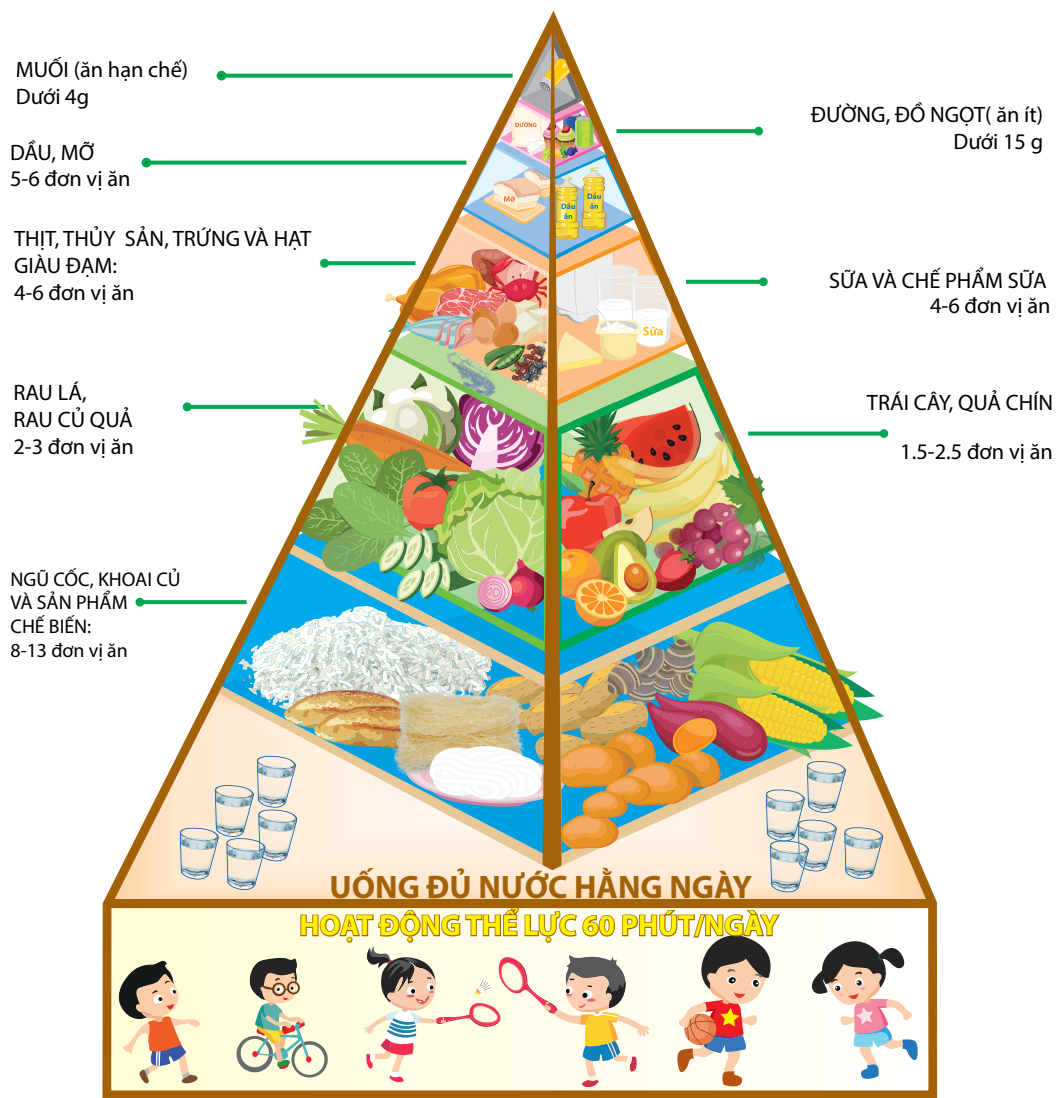 MUỐI (ăn hạn chế)
Dưới 4g
ĐƯỜNG, ĐỒ NGỌT( ăn ít)
Dưới 15 g
DẦU, MỠ
5-6 đơn vị ăn
THỊT, THỦY SẢN, TRỨNG VÀ HẠT
GIÀU ĐẠM:
4-6 đơn vị ăn
SỮA VÀ CHẾ PHẨM SỮA
4-6 đơn vị ăn
RAU LÁ,
RAU CỦ QUẢ
2-3 đơn vị ăn
TRÁI CÂY, QUẢ CHÍN
1.5-2.5 đơn vị ăn
NGŨ CỐC, KHOAI CỦ
VÀ SẢN PHẨM
CHẾ BIẾN:
8-13 đơn vị ăn
ĐƯỜNG
Mỡ
Dầu
ăn
Dầu
ăn
Sữa
UỐNG ĐỦ NƯỚC HẰNG NGÀY
HOẠT ĐỘNG THỂ LỰC 60 PHÚT/NGÀY